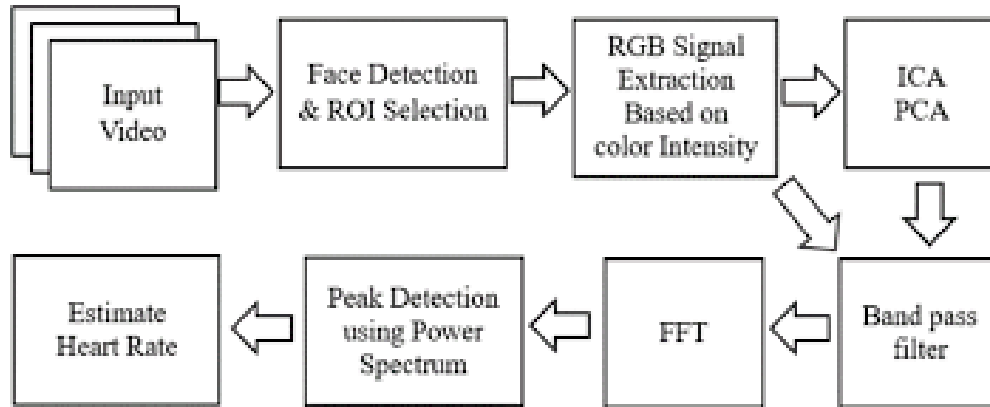 Input
Video
Face Detection
& ROI Selection
RGB Signal
Extraction
Based on
color Intensity
ICA
PCA
Band pass
filter
FFT
Peak Detection
using Power
Spectrum
Estimate
Heart Rate